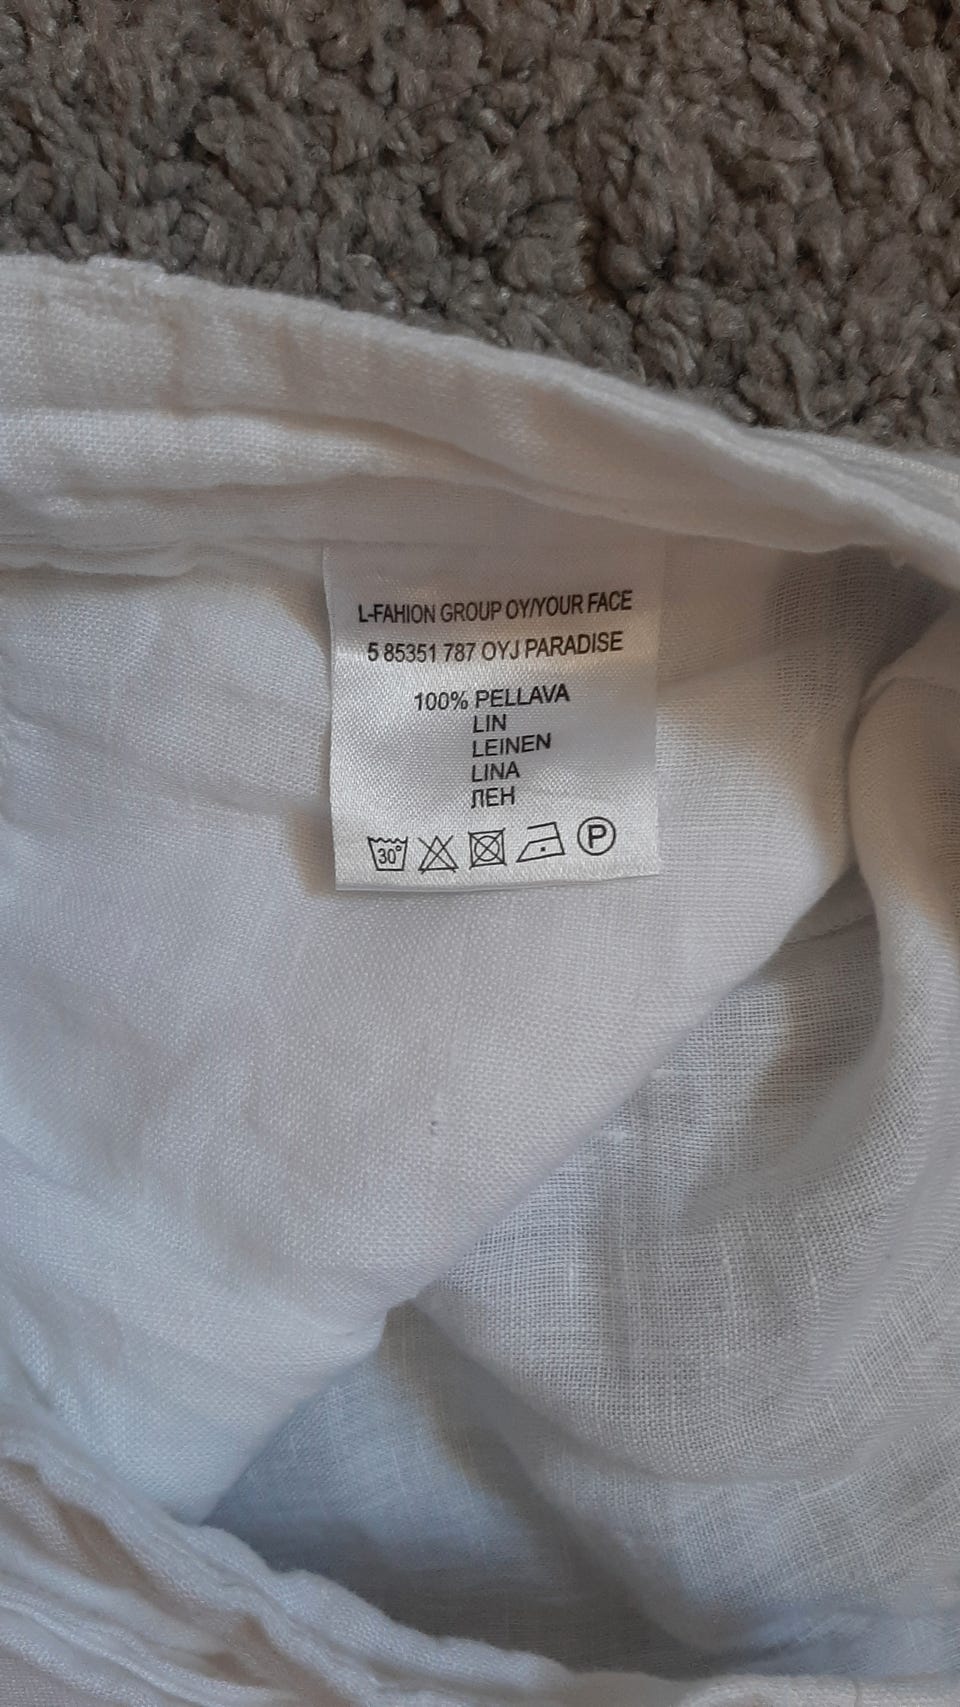 L-FAHION GROUP OY/YOUR FACE
5 85351 787 OYJ PARADISE
100% PELLAVA
LIN
LEINEN
LINA
ЛЕН
30° P